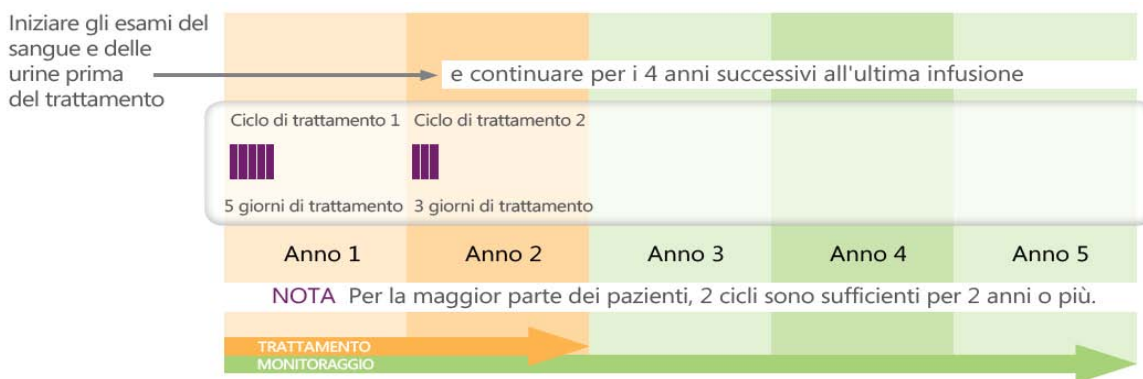 Iniziare gli esami del
sangue e delle
urine prima
del trattamento
e continuare per i 4 anni successivi all'ultima infusione
Ciclo di trattamento 1 Ciclo di trattamento 2
5 giorni di trattamento 3 giorni di trattamento
Anno 1 Anno 2 Anno 3 Anno 4 Anno 5
NOTA Per la maggior parte dei pazienti, 2 cicli sono sufficienti per 2 anni o più.
TRATTAMENTO
MONITORAGGIO